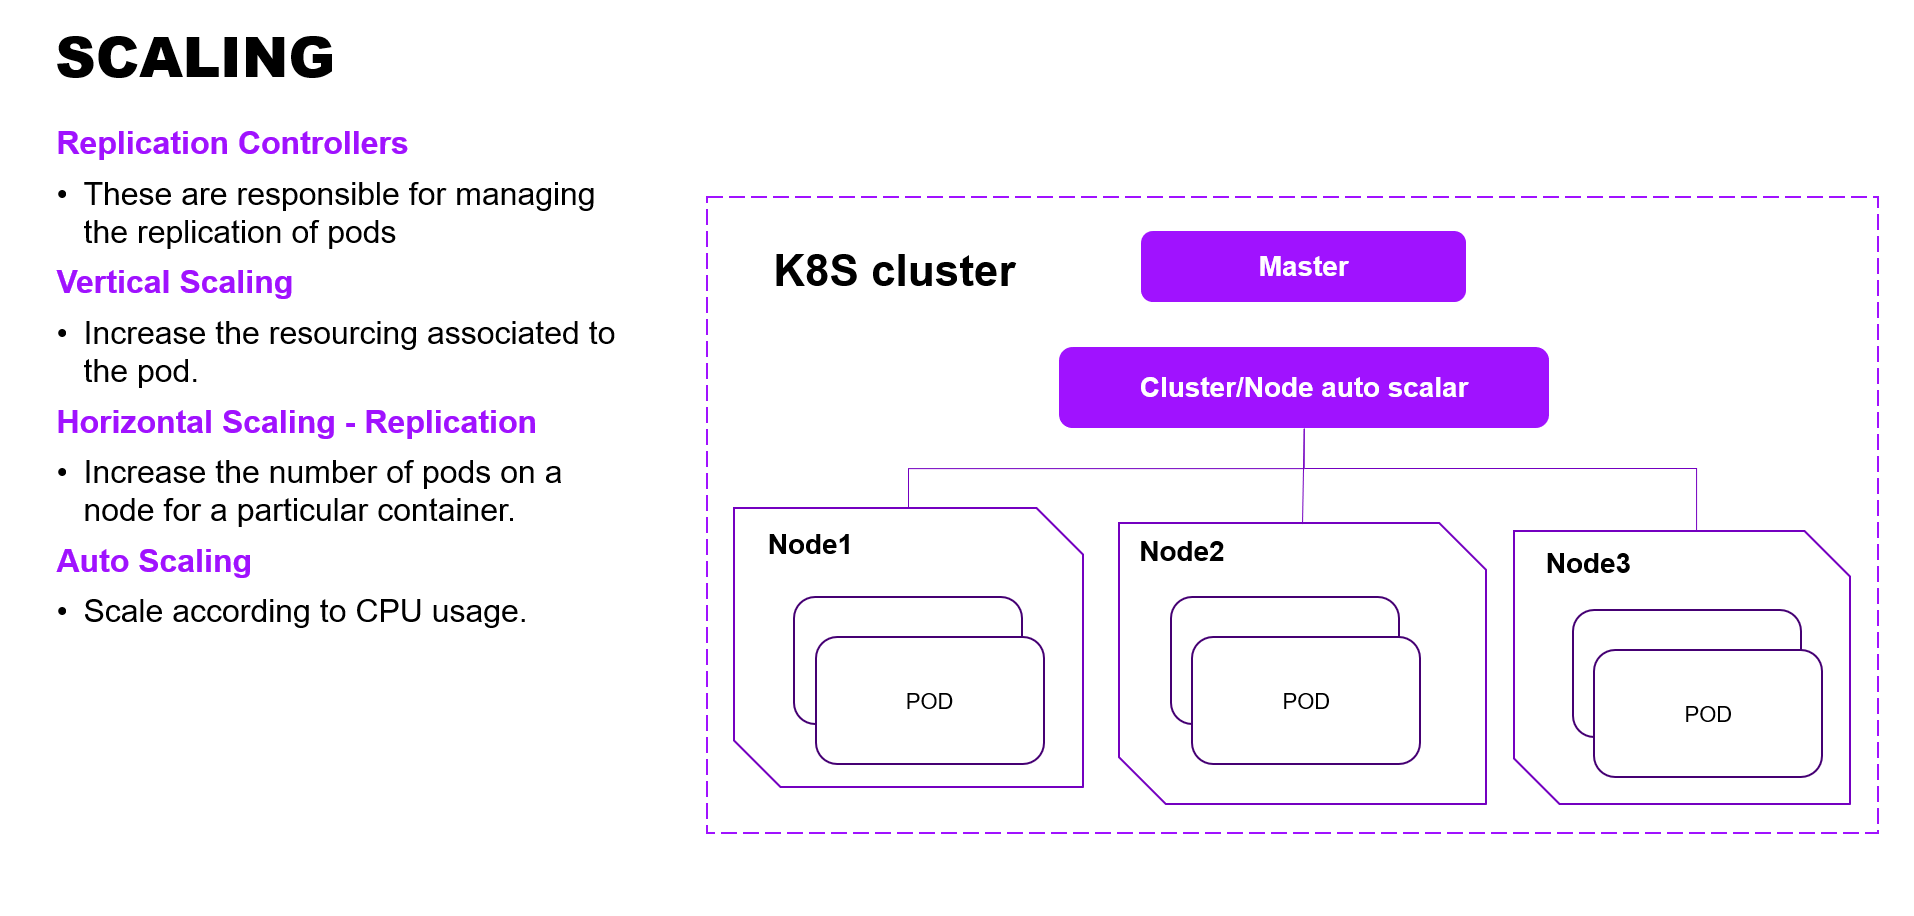 SCALING
Replication Controllers
• These are responsible for managing
the replication of pods
Vertical Scaling
• Increase the resourcing associated to
the pod.
Horizontal Scaling - Replication
• Increase the number of pods on a
node for a particular container.
Auto Scaling
• Scale according to CPU usage.
K8S cluster
Master
Cluster/Node auto scalar
Node1
Node2
Node3
POD
POD
POD